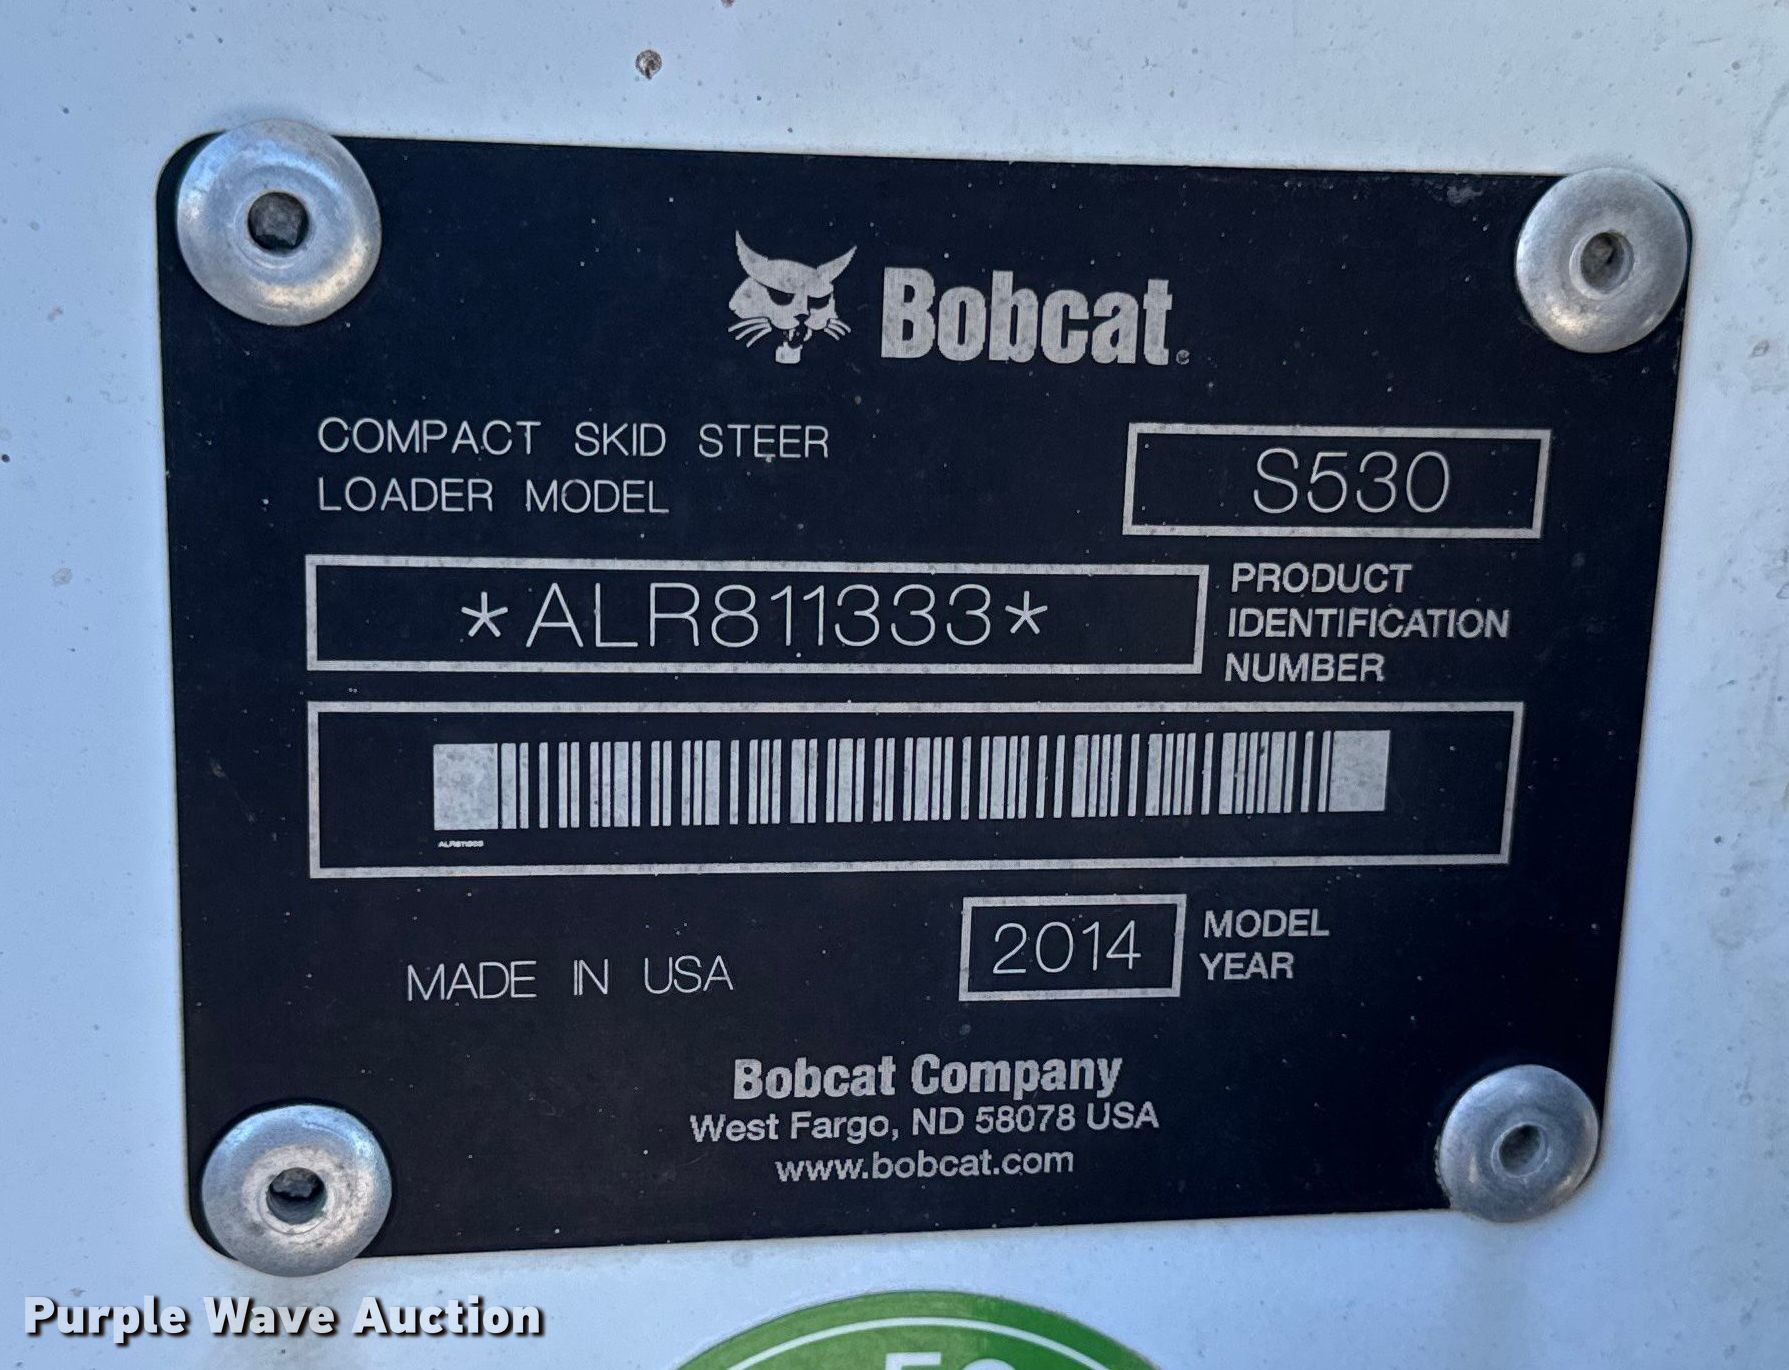 Bobcat
COMPACT SKID STEER
LOADER MODEL
S530
*ALR811333*
PRODUCT
IDENTIFICATION
NUMBER
ALR811333
MADE IN USA
2014
MODEL
YEAR
Bobcat Company
West Fargo, ND 58078 USA
www.bobcat.com
Purple Wave Auction